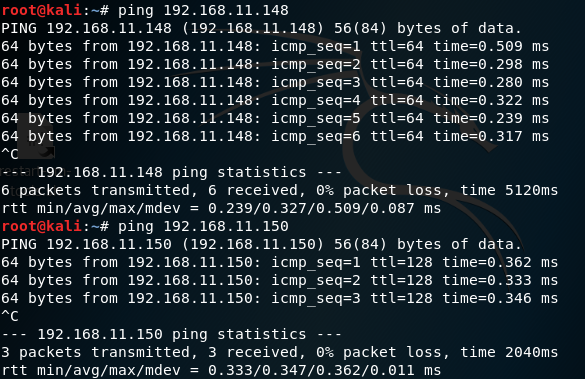 root@kali:~# ping 192.168.11.148
PING 192.168.11.148 (192.168.11.148) 56(84) bytes of data.
64 bytes from 192.168.11.148: icmp_seq=1 ttl=64 time=0.509 ms
64 bytes from 192.168.11.148: icmp_seq=2 ttl=64 time=0.298 ms
64 bytes from 192.168.11.148: icmp_seq=3 ttl=64 time=0.280 ms
64 bytes from 192.168.11.148: icmp_seq=4 ttl=64 time=0.322 ms
64 bytes from 192.168.11.148: icmp_seq=5 ttl=64 time=0.239 ms
64 bytes from 192.168.11.148: icmp_seq=6 ttl=64 time=0.317 ms
^C
--- 192.168.11.148 ping statistics ---
6 packets transmitted, 6 received, 0% packet loss, time 5120ms
rtt min/avg/max/mdev = 0.239/0.327/0.509/0.087 ms
root@kali:~# ping 192.168.11.150
PING 192.168.11.150 (192.168.11.150) 56(84) bytes of data.
64 bytes from 192.168.11.150: icmp_seq=1 ttl=128 time=0.362 ms
64 bytes from 192.168.11.150: icmp_seq=2 ttl=128 time=0.333 ms
64 bytes from 192.168.11.150: icmp_seq=3 ttl=128 time=0.346 ms
^C
--- 192.168.11.150 ping statistics ---
3 packets transmitted, 3 received, 0% packet loss, time 2040ms
rtt min/avg/max/mdev = 0.333/0.347/0.362/0.011 ms